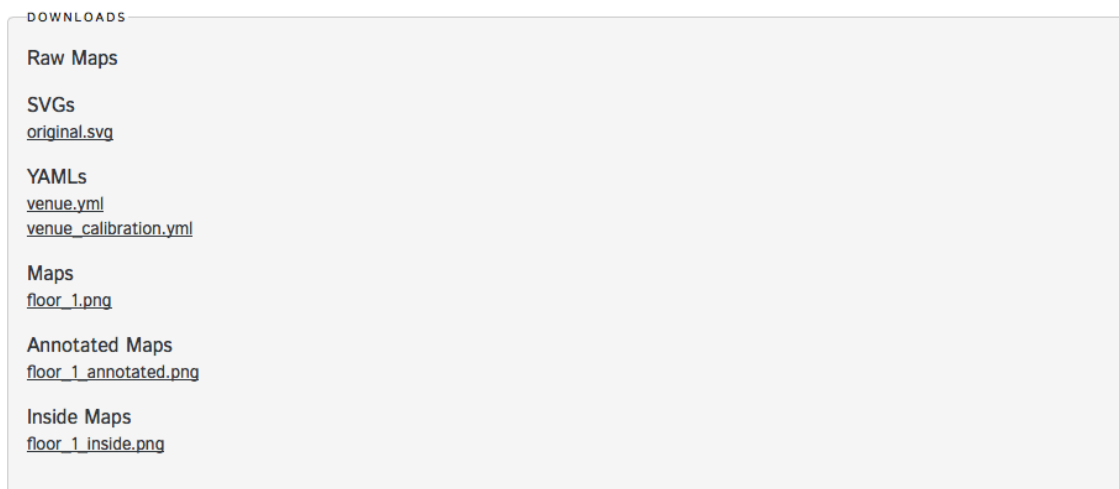 DOWNLOADS
Raw Maps
SVGs
original.svg
YAMLs
venue.yml
venue_calibration.yml
Maps
floor_1.png
Annotated Maps
floor_1_annotated.png
Inside Maps
floor_1_inside.png